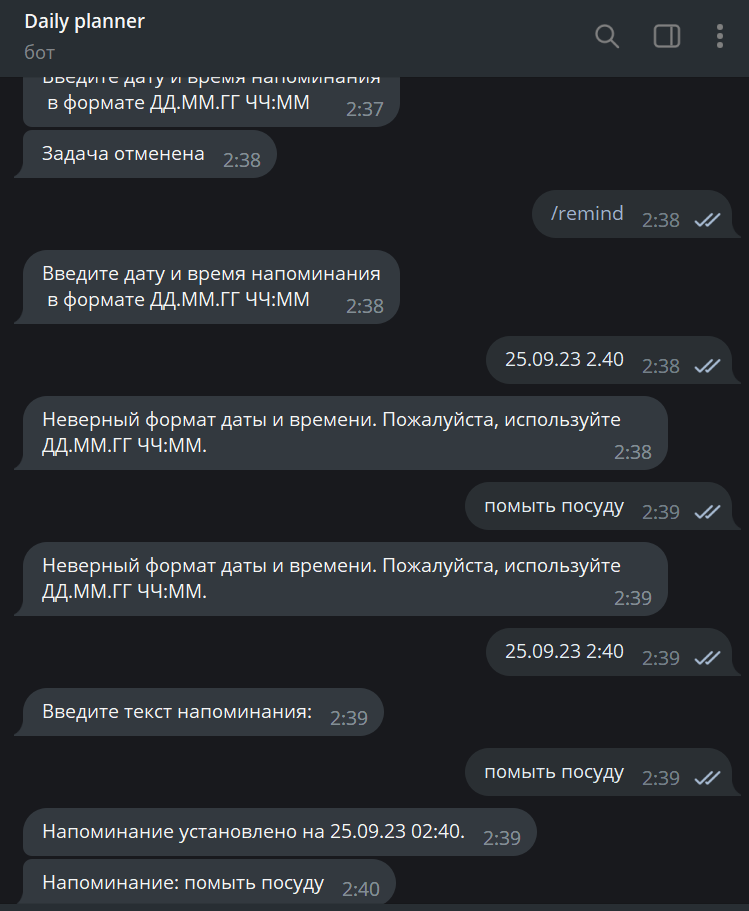 Daily planner
бот
Введите дату и время напоминания
в формате ДД.ММ.ГГ ЧЧ:ММ 2:37
Задача отменена 2:38
/remind 2:38
Введите дату и время напоминания
в формате ДД.ММ.ГГ ЧЧ:ММ 2:38
25.09.23 2.40 2:38
Неверный формат даты и времени. Пожалуйста, используйте
ДД.ММ.ГГ ЧЧ:ММ. 2:38
помыть посуду 2:39
Неверный формат даты и времени. Пожалуйста, используйте
ДД.ММ.ГГ ЧЧ:ММ. 2:39
25.09.23 2:40 2:39
Введите текст напоминания: 2:39
помыть посуду 2:39
Напоминание установлено на 25.09.23 02:40. 2:39
Напоминание: помыть посуду 2:40